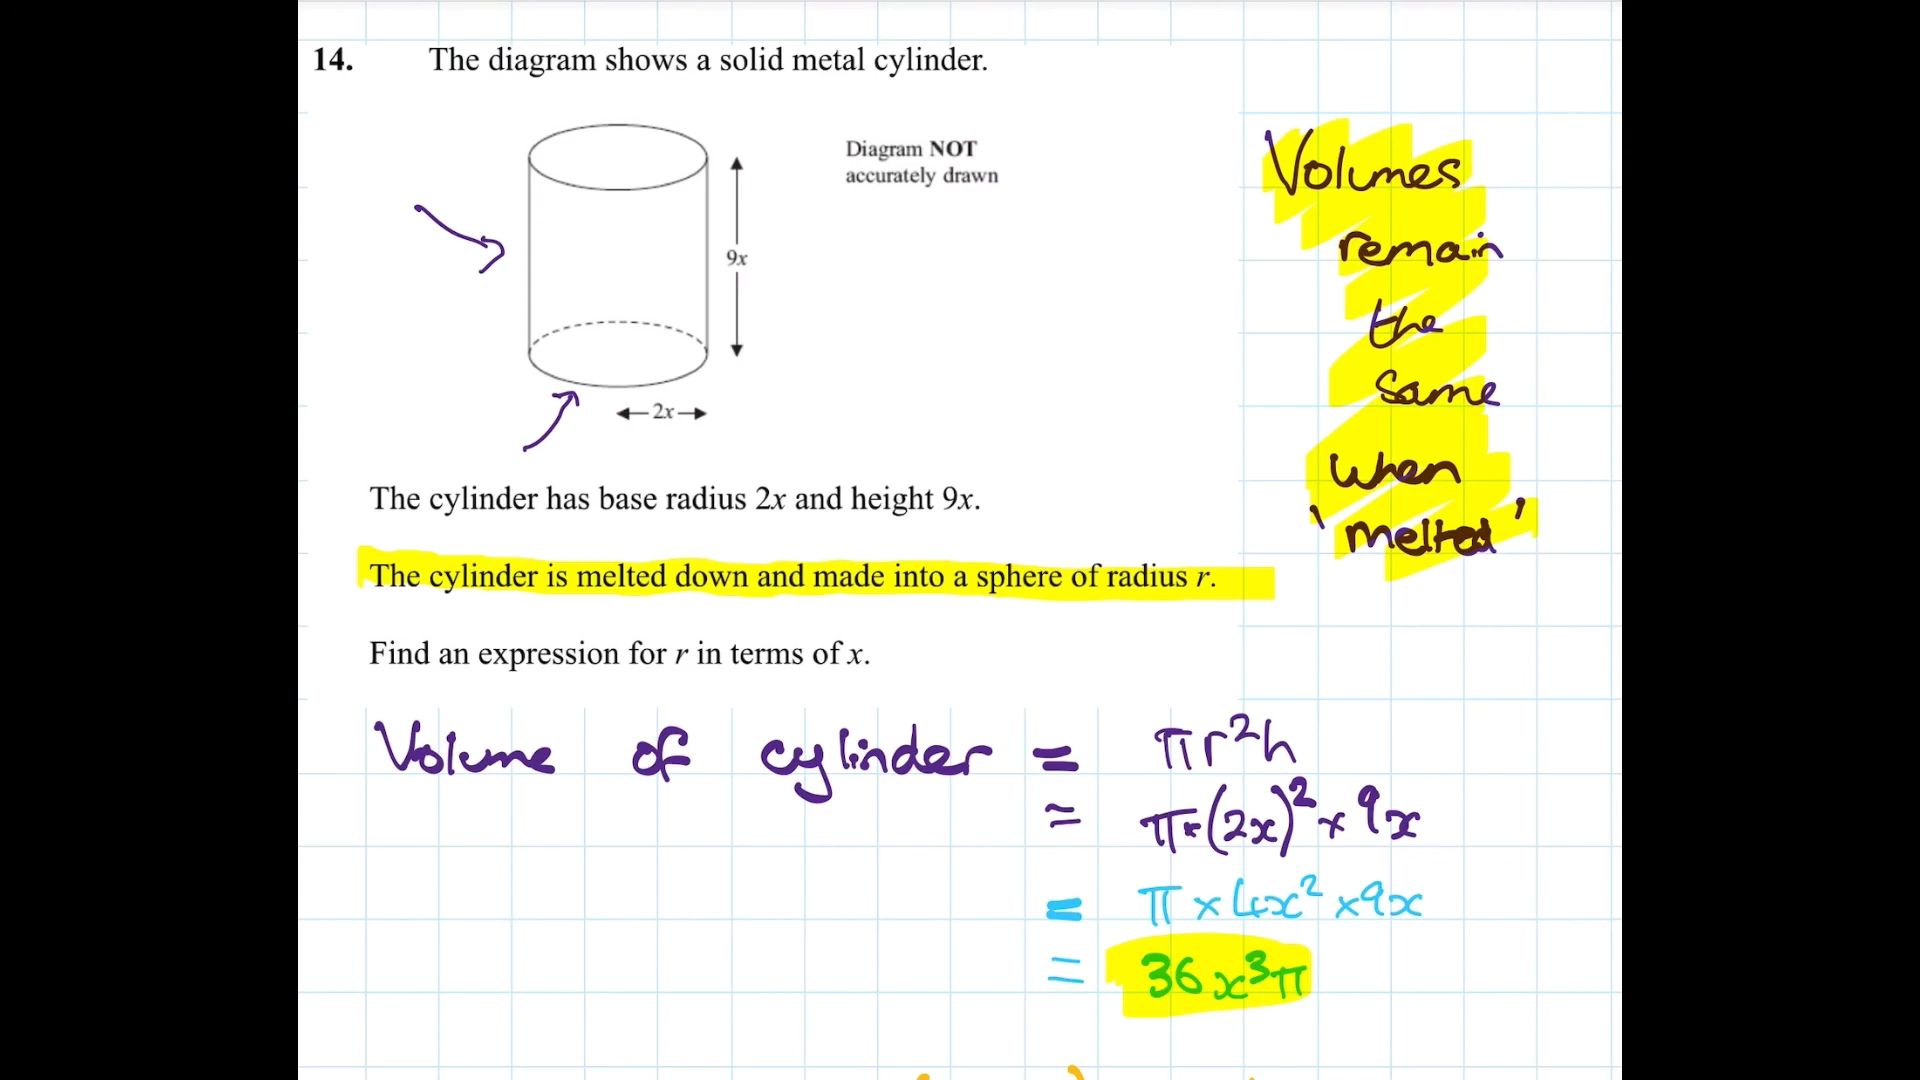 14. The diagram shows a solid metal cylinder.
Diagram NOT
accurately drawn
9x
2x
The cylinder has base radius 2x and height 9x.
The cylinder is melted down and made into a sphere of radius r.
Find an expression for r in terms of x.
Volumes
remain
the
same
when
'melted'
Volume of cylinder = πr²h
= π×(2x)²×9x
= π×4x²×9x
= 36x³π